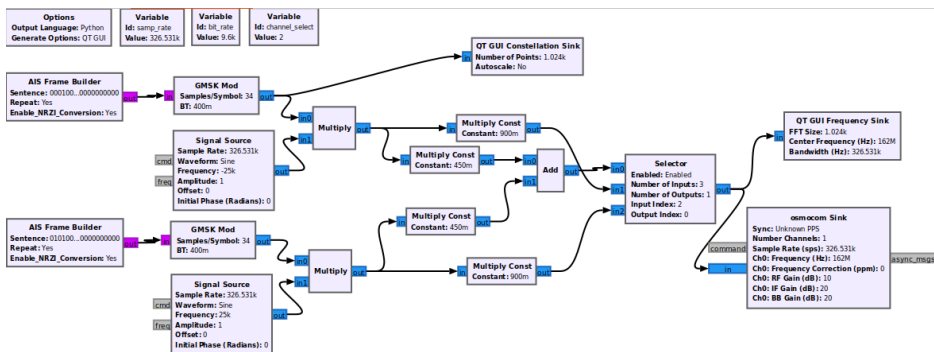 Options
Output Language: Python
Generate Options: QT GUI
Variable
Id: samp_rate
Value: 326.531k
Variable
Id: bit_rate
Value: 9.6k
Variable
Id: channel_select
Value: 2
QT GUI Constellation Sink
Number of Points: 1.024k
Autoscale: No
in
AIS Frame Builder
Sentence: 000100...0000000000
Repeat: Yes
Enable_NRZI_Conversion: Yes
out
in
GMSK Mod
Samples/Symbol: 34
BT: 400m
out
Signal Source
Sample Rate: 326.531k
Waveform: Sine
Frequency: -25k
Amplitude: 1
Offset: 0
Initial Phase (Radians): 0
cmd
freq
out
in0
in1
Multiply
out
in
Multiply Const
Constant: 900m
out
in
Multiply Const
Constant: 450m
out
in0
in1
Add
out
in
Multiply Const
Constant: 450m
out
AIS Frame Builder
Sentence: 010100...0000000000
Repeat: Yes
Enable_NRZI_Conversion: Yes
out
in
GMSK Mod
Samples/Symbol: 34
BT: 400m
out
Signal Source
Sample Rate: 326.531k
Waveform: Sine
Frequency: 25k
Amplitude: 1
Offset: 0
Initial Phase (Radians): 0
cmd
freq
out
in0
in1
Multiply
out
in
Multiply Const
Constant: 900m
out
in0
in1
in2
Selector
Enabled: Enabled
Number of Inputs: 3
Number of Outputs: 1
Input Index: 2
Output Index: 0
out
in
QT GUI Frequency Sink
FFT Size: 1.024k
Center Frequency (Hz): 162M
Bandwidth (Hz): 326.531k
command
in
osmocom Sink
Sync: Unknown PPS
Number Channels: 1
Sample Rate (sps): 326.531k
Ch0: Frequency (Hz): 162M
Ch0: Frequency Correction (ppm): 0
Ch0: RF Gain (dB): 10
Ch0: IF Gain (dB): 20
Ch0: BB Gain (dB): 20
async_msgs